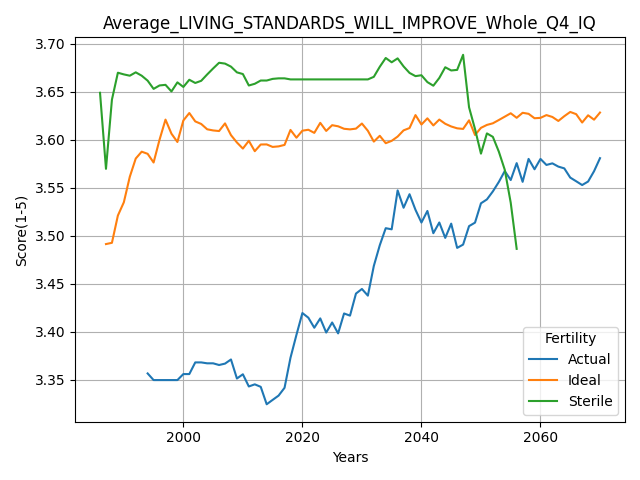 Average_LIVING_STANDARDS_WILL_IMPROVE_Whole_Q4_IQ
3.70
3.65
3.60
3.55
3.50
3.45
3.40
3.35
Score(1-5)
Fertility
Actual
Ideal
Sterile
2000 2020 2040 2060
Years